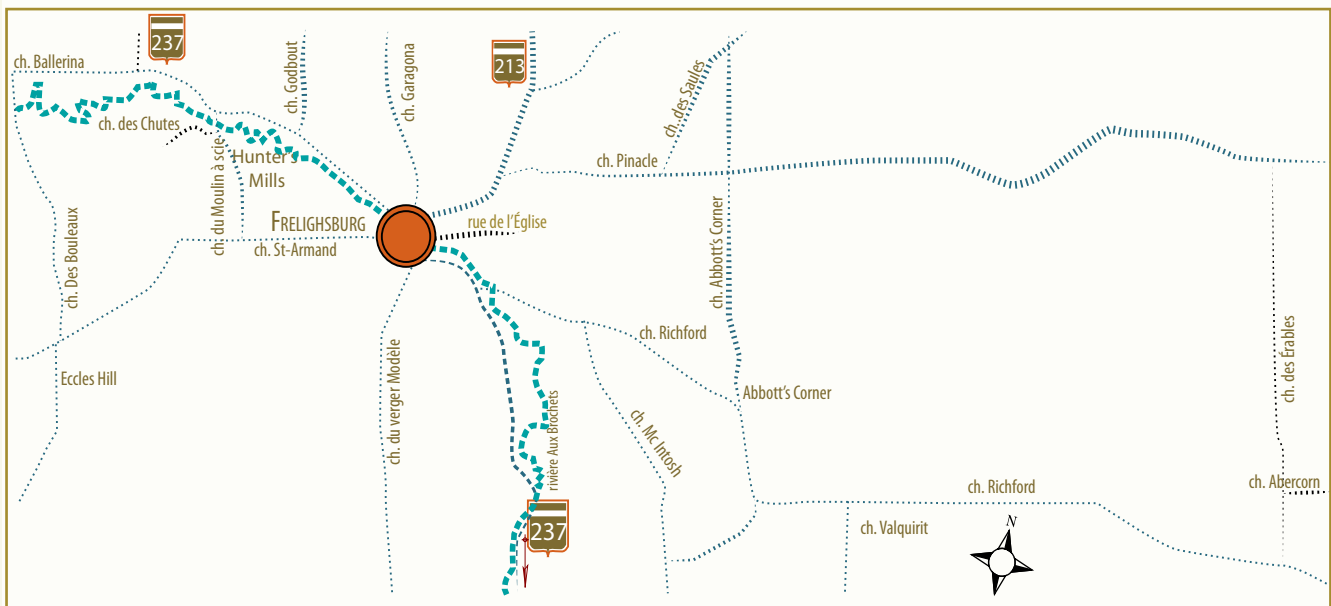 237
ch. Ballerina
ch. Godbout
ch. Garagona
213
ch. des Saules
ch. des Chutes
ch. du Moulin à scie
Hunter's
Mills
ch. Pinacle
FRELIGHSBURG
rue de l'Église
ch. St-Armand
ch. Des Bouleaux
ch. Abbott's Corner
ch. Richford
ch. des Érables
Eccles Hill
ch. du verger Modèle
rivière Aux Brochets
Abbott's Corner
ch. Mc Intosh
ch. Richford
ch. Abercorn
237
ch. Valquirit
N